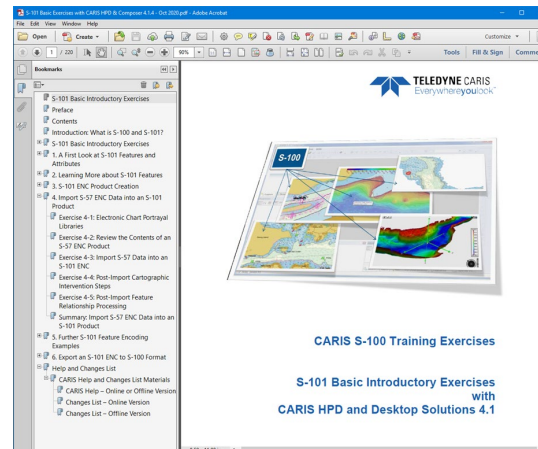 S-101 Basic Introductory Exercises with CARIS HPD & Composer 4.1.4 - Oct 2020.pdf - Adobe Acrobat
File Edit View Window Help
Open Create Customize
1 / 220 90% Tools Fill & Sign Comme
Bookmarks
S-101 Basic Introductory Exercises
Preface
Contents
Introduction: What is S-100 and S-101?
S-101 Basic Introductory Exercises
1. A First Look at S-101 Features and
Attributes
2. Learning More about S-101 Features
3. S-101 ENC Product Creation
4. Import S-57 Data into an S-101
Product
Exercise 4-1: Electronic Chart Portrayal
Libraries
Exercise 4-2: Review the Contents of an
S-57 ENC Product
Exercise 4-3: Import S-57 Data into an
S-101 ENC
Exercise 4-4: Post-Import Cartographic
Intervention Steps
Exercise 4-5: Post-Import Feature
Relationship Processing
Summary: Import S-57 ENC Data into an
S-101 Product
5. Further S-101 Feature Encoding
Examples
6. Export an S-101 ENC to S-100 Format
Help and Changes List
CARIS Help and Changes List Materials
CARIS Help – Online or Offline Version
Changes List – Online Version
Changes List – Offline Version
TELEDYNE CARIS
Everywhereyoulook™
S-100
CARIS S-100 Training Exercises
S-101 Basic Introductory Exercises
with
CARIS HPD and Desktop Solutions 4.1